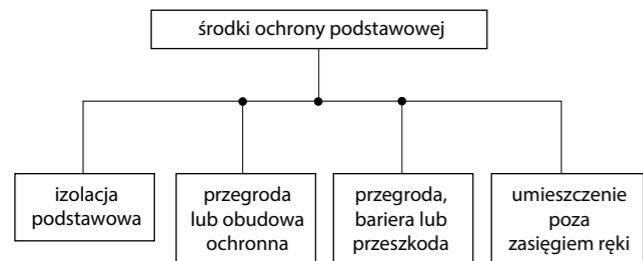 środki ochrony podstawowej
izolacja
podstawowa
przegroda
lub obudowa
ochronna
przegroda,
bariera lub
przeszkoda
umieszczenie
poza
zasięgiem ręki